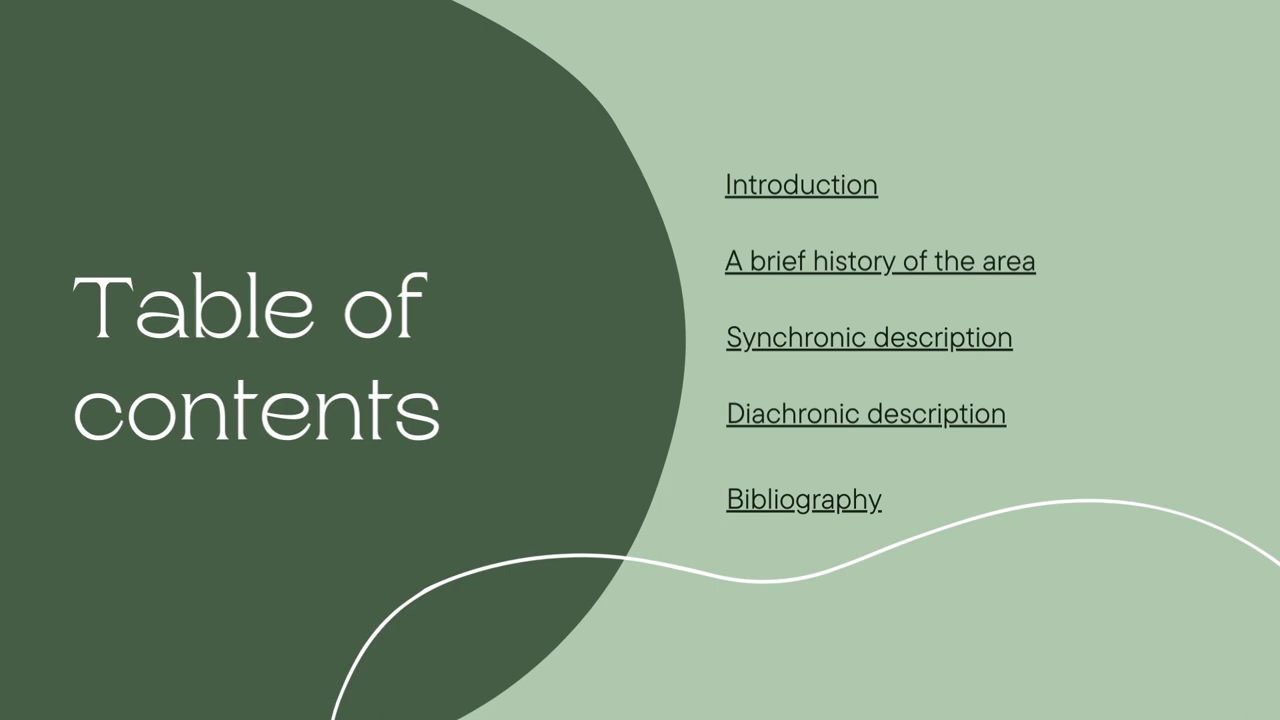 Table of
contents
Introduction
A brief history of the area
Synchronic description
Diachronic description
Bibliography